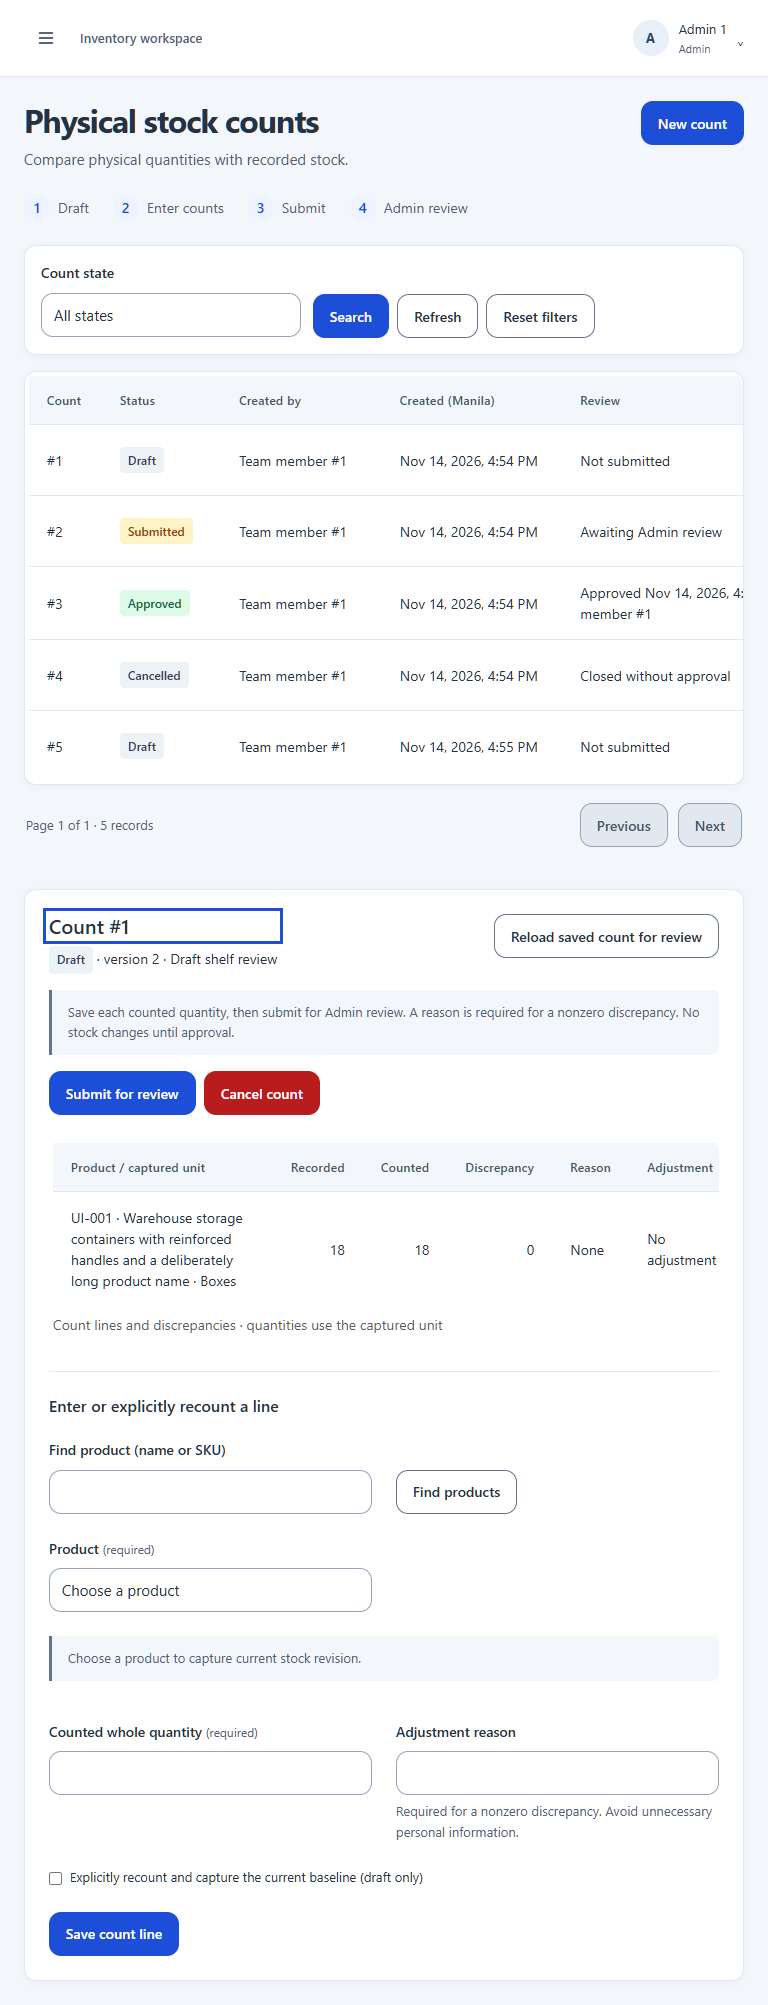 Inventory workspace
A
Admin 1
Admin
Physical stock counts
New count
Compare physical quantities with recorded stock.
1 Draft 2 Enter counts 3 Submit 4 Admin review
Count state
All states
Search
Refresh
Reset filters
Count Status Created by Created (Manila) Review
#1 Draft Team member #1 Nov 14, 2026, 4:54 PM Not submitted
#2 Submitted Team member #1 Nov 14, 2026, 4:54 PM Awaiting Admin review
#3 Approved Team member #1 Nov 14, 2026, 4:54 PM Approved Nov 14, 2026, 4:
member #1
#4 Cancelled Team member #1 Nov 14, 2026, 4:54 PM Closed without approval
#5 Draft Team member #1 Nov 14, 2026, 4:55 PM Not submitted
Page 1 of 1 · 5 records
Previous
Next
Count #1
Reload saved count for review
Draft · version 2 · Draft shelf review
Save each counted quantity, then submit for Admin review. A reason is required for a nonzero discrepancy. No
stock changes until approval.
Submit for review
Cancel count
Product / captured unit Recorded Counted Discrepancy Reason Adjustment
UI-001 · Warehouse storage
containers with reinforced
handles and a deliberately
long product name · Boxes
18 18 0 None
No
adjustment
Count lines and discrepancies · quantities use the captured unit
Enter or explicitly recount a line
Find product (name or SKU)
Find products
Product (required)
Choose a product
Choose a product to capture current stock revision.
Counted whole quantity (required)
Adjustment reason
Required for a nonzero discrepancy. Avoid unnecessary
personal information.
Explicitly recount and capture the current baseline (draft only)
Save count line